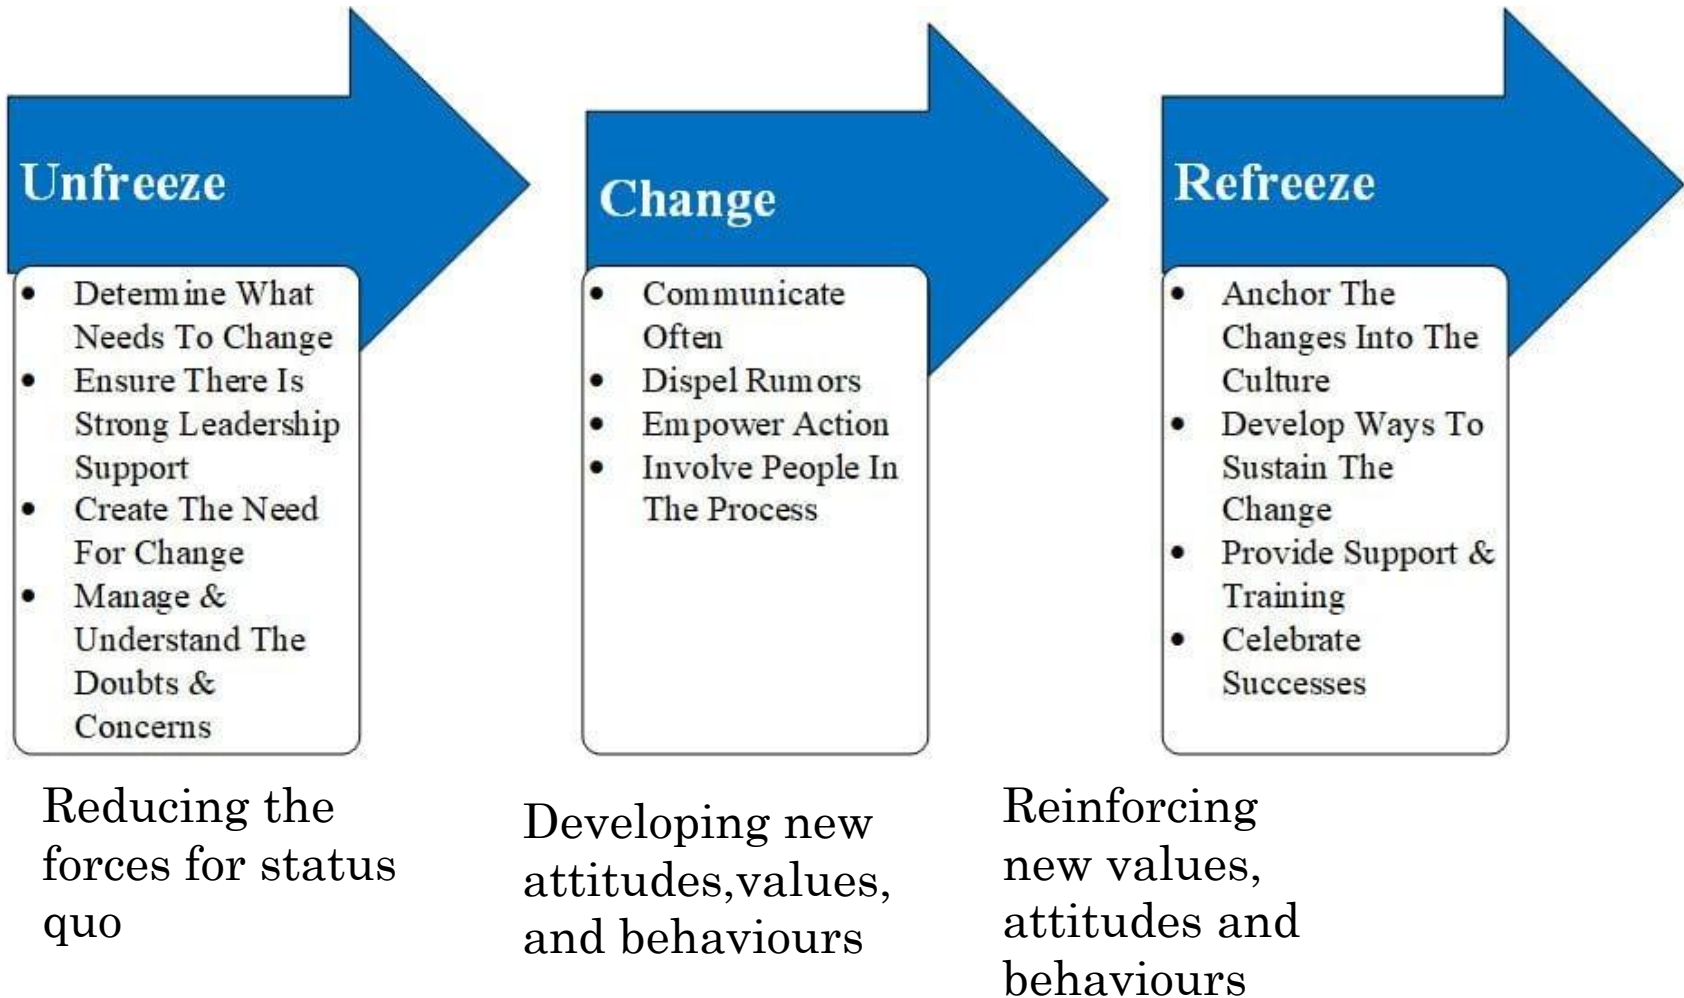 Unfreeze
• Determine What
Needs To Change
• Ensure There Is
Strong Leadership
Support
• Create The Need
For Change
• Manage &
Understand The
Doubts &
Concerns
Reducing the
forces for status
quo
Change
• Communicate
Often
• Dispel Rumors
• Empower Action
• Involve People In
The Process
Developing new
attitudes,values,
and behaviours
Refreeze
• Anchor The
Changes Into The
Culture
• Develop Ways To
Sustain The
Change
• Provide Support &
Training
• Celebrate
Successes
Reinforcing
new values,
attitudes and
behaviours